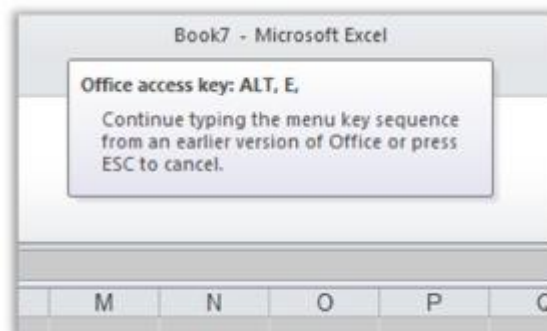 Book7 - Microsoft Excel
Office access key: ALT, E,
Continue typing the menu key sequence
from an earlier version of Office or press
ESC to cancel.
M N O P Q